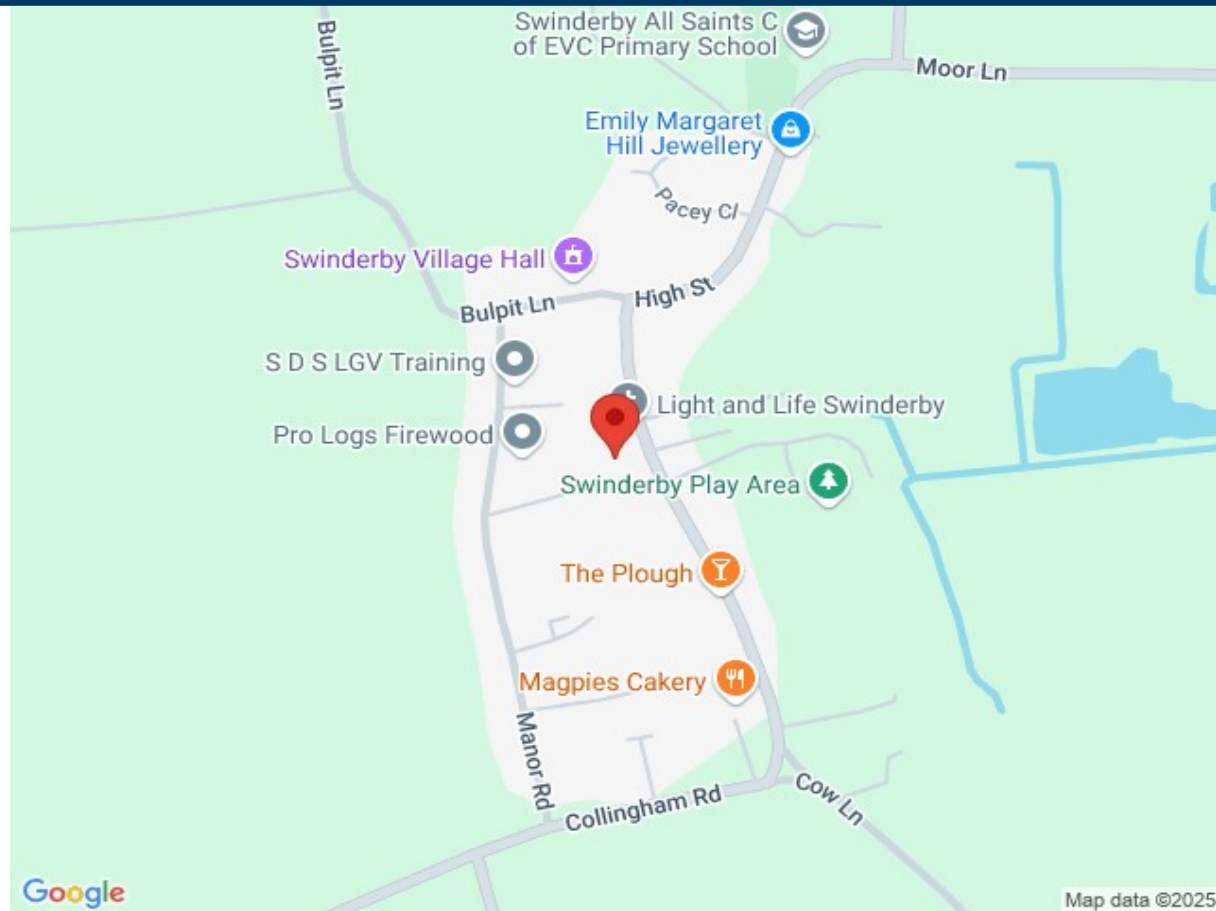 Swinderby All Saints C
of EVC Primary School
Bulpit Ln
Moor Ln
Emily Margaret
Hill Jewellery
Pacey Cl
Swinderby Village Hall
High St
Bulpit Ln
S D S LGV Training
Light and Life Swinderby
Pro Logs Firewood
Swinderby Play Area
The Plough
Magpies Cakery
Manor Rd
Cow Ln
Collingham Rd
Google
Map data ©2025